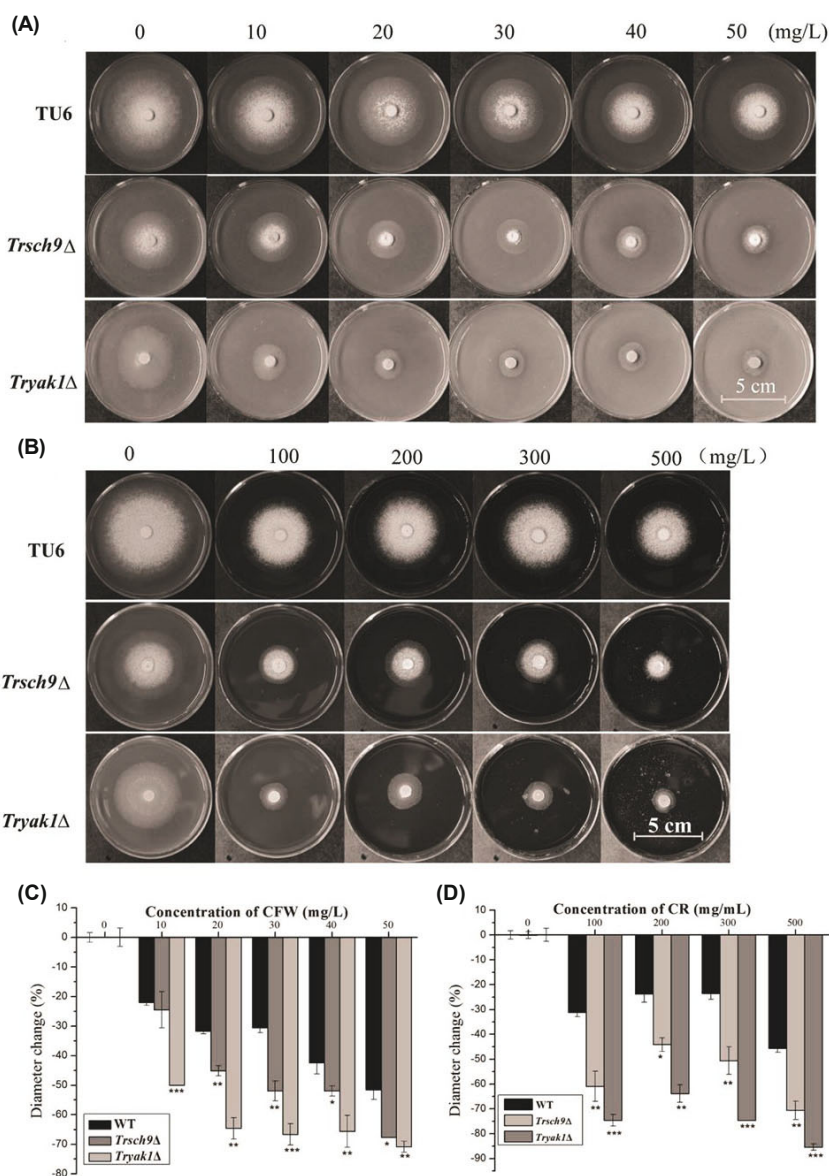 (A)
0 10 20 30 40 50 (mg/L)
TU6
Trsch9Δ
Tryak1Δ
5 cm
(B)
0 100 200 300 500 (mg/L)
TU6
Trsch9Δ
Tryak1Δ
5 cm
(C)
Concentration of CFW (mg/L)
0 10 20 30 40 50
Diameter change (%)
10
0
-10
-20
-30
-40
-50
-60
-70
-80
*** ** ** ** *** * ** * **
WT
Trsch9Δ
Tryak1Δ
(D)
Concentration of CR (mg/mL)
0 100 200 300 500
Diameter change (%)
10
0
-10
-20
-30
-40
-50
-60
-70
-80
-90
** *** * ** ** *** ** ***
WT
Trsch9Δ
Tryak1Δ